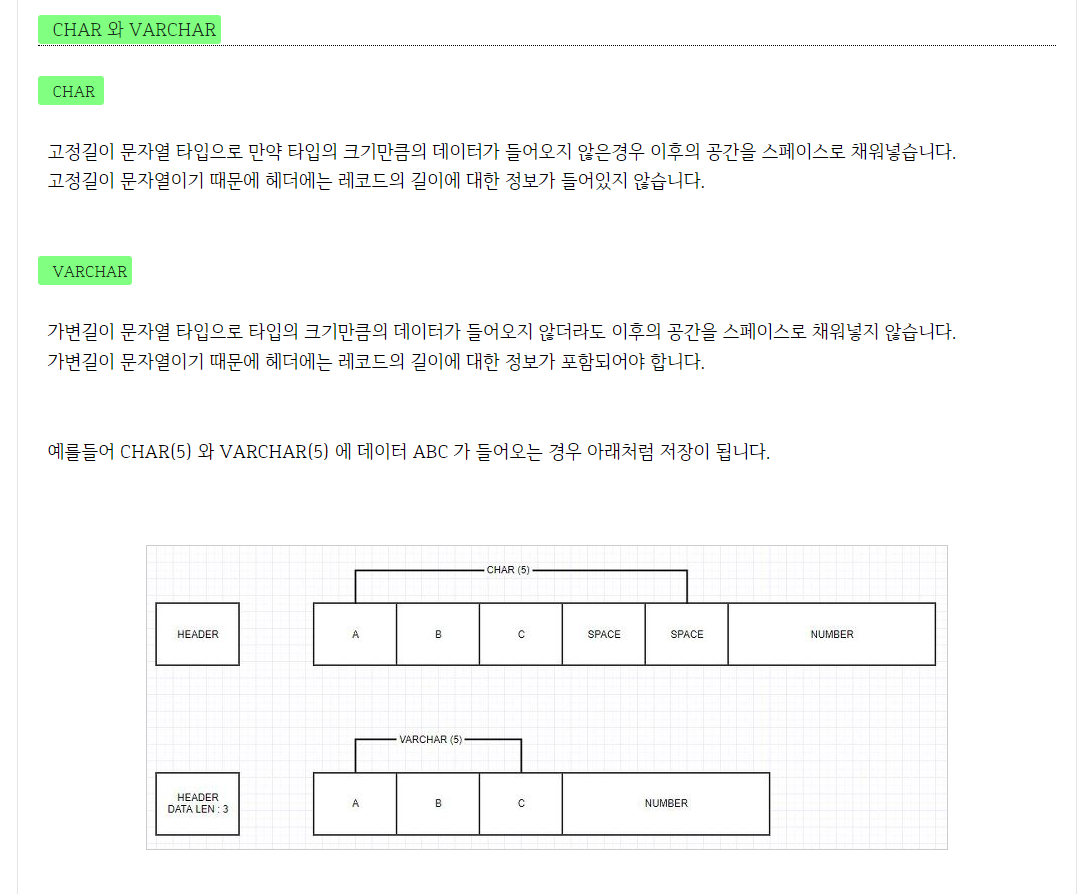 CHAR 와 VARCHAR
CHAR
고정길이 문자열 타입으로 만약 타입의 크기만큼의 데이터가 들어오지 않은경우 이후의 공간을 스페이스로 채워넣습니다.
고정길이 문자열이기 때문에 헤더에는 레코드의 길이에 대한 정보가 들어있지 않습니다.
VARCHAR
가변길이 문자열 타입으로 타입의 크기만큼의 데이터가 들어오지 않더라도 이후의 공간을 스페이스로 채워넣지 않습니다.
가변길이 문자열이기 때문에 헤더에는 레코드의 길이에 대한 정보가 포함되어야 합니다.
예를들어 CHAR(5) 와 VARCHAR(5) 에 데이터 ABC 가 들어오는 경우 아래처럼 저장이 됩니다.
CHAR (5)
HEADER A B C SPACE SPACE NUMBER
VARCHAR (5)
HEADER
DATA LEN : 3
A B C NUMBER